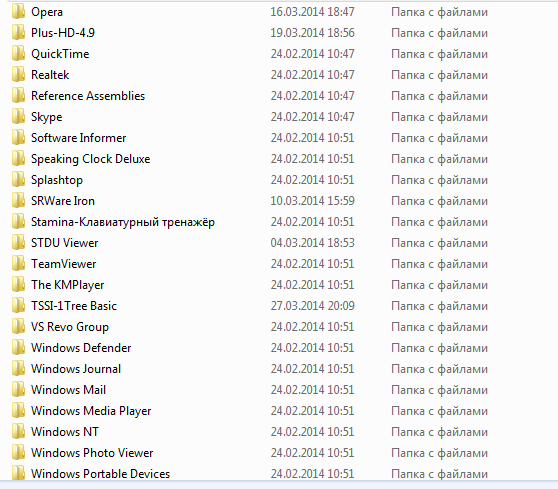 Opera 16.03.2014 18:47 Папка с файлами
Plus-HD-4.9 19.03.2014 18:56 Папка с файлами
QuickTime 24.02.2014 10:47 Папка с файлами
Realtek 24.02.2014 10:47 Папка с файлами
Reference Assemblies 24.02.2014 10:47 Папка с файлами
Skype 24.02.2014 10:47 Папка с файлами
Software Informer 24.02.2014 10:51 Папка с файлами
Speaking Clock Deluxe 24.02.2014 10:51 Папка с файлами
Splashtop 24.02.2014 10:51 Папка с файлами
SRWare Iron 10.03.2014 15:59 Папка с файлами
Stamina-Клавиатурный тренажёр 24.02.2014 10:51 Папка с файлами
STDU Viewer 04.03.2014 18:53 Папка с файлами
TeamViewer 24.02.2014 10:51 Папка с файлами
The KMPlayer 24.02.2014 10:51 Папка с файлами
TSSI-1Tree Basic 27.03.2014 20:09 Папка с файлами
VS Revo Group 24.02.2014 10:51 Папка с файлами
Windows Defender 24.02.2014 10:51 Папка с файлами
Windows Journal 24.02.2014 10:51 Папка с файлами
Windows Mail 24.02.2014 10:51 Папка с файлами
Windows Media Player 24.02.2014 10:51 Папка с файлами
Windows NT 24.02.2014 10:51 Папка с файлами
Windows Photo Viewer 24.02.2014 10:51 Папка с файлами
Windows Portable Devices 24.02.2014 10:51 Папка с файлами